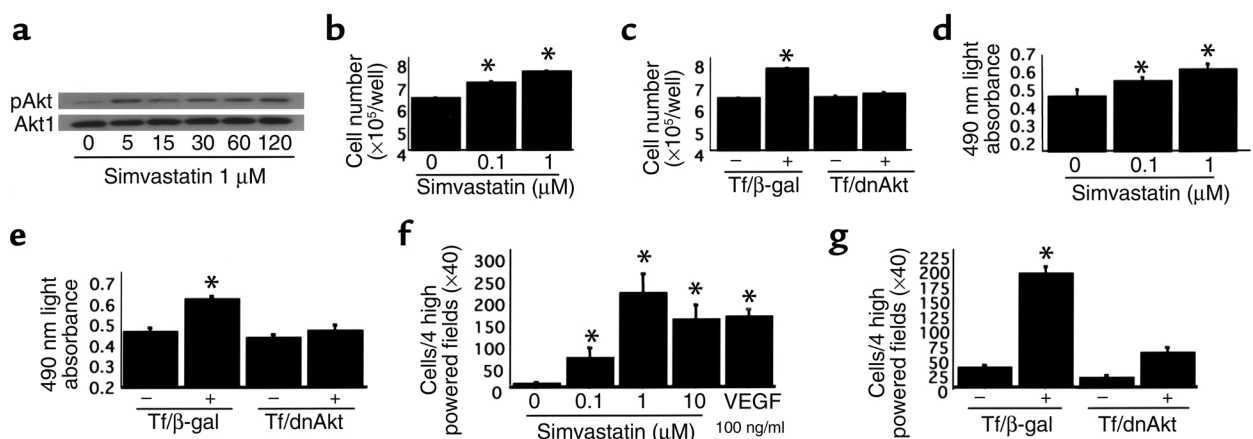 a
pAkt
Akt1
0 5 15 30 60 120
Simvastatin 1 μM
b
Cell number
(×10⁵/well)
8
7
6
5
4
0 0.1 1
Simvastatin (μM)
* *
c
Cell number
(×10⁵/well)
8
7
6
5
4
*
− + − +
Tf/β-gal Tf/dnAkt
d
490 nm light
absorbance
0.7
0.6
0.5
0.4
0.3
0.2
* *
0 0.1 1
Simvastatin (μM)
e
490 nm light
absorbance
0.7
0.6
0.5
0.4
0.3
0.2
*
− + − +
Tf/β-gal Tf/dnAkt
f
Cells/4 high
powered fields (×40)
300
250
200
150
100
50
0
* * * *
0 0.1 1 10 VEGF
Simvastatin (μM) 100 ng/ml
g
Cells/4 high
powered fields (×40)
225
200
175
150
125
100
75
50
25
0
*
− + − +
Tf/β-gal Tf/dnAkt